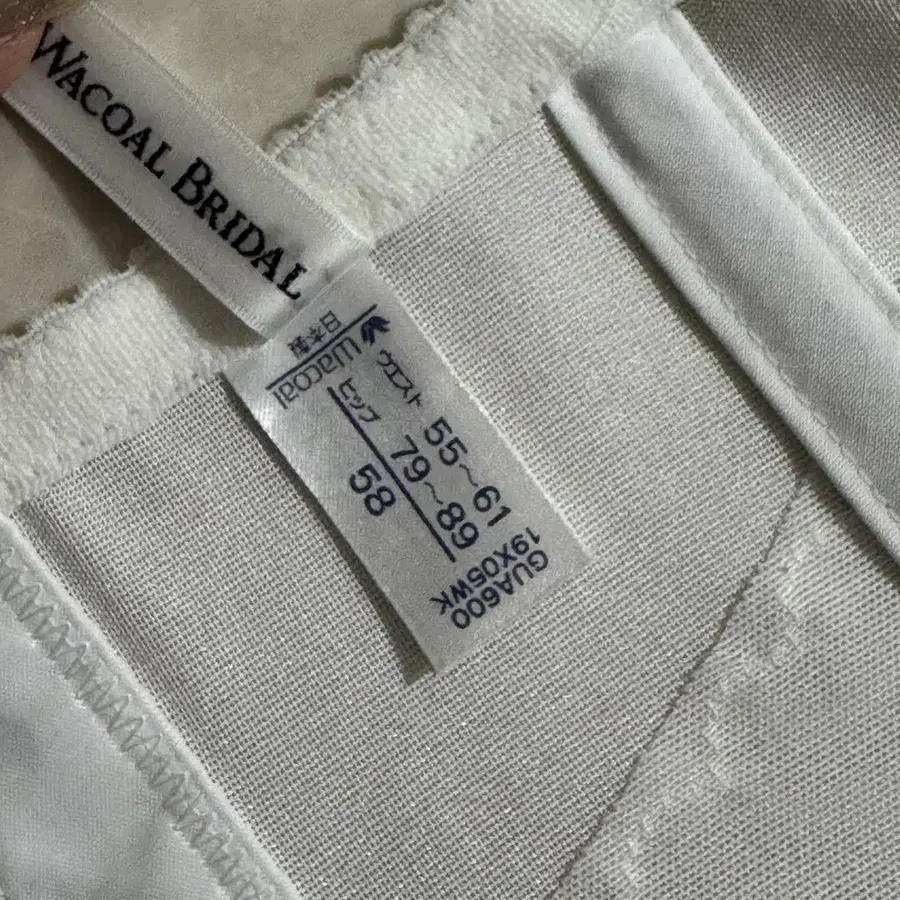 WACOAL BRIDAL
日本製
Wacoal
ウエスト 55~61
ヒップ 79~89
58
19X05WK
GUA600